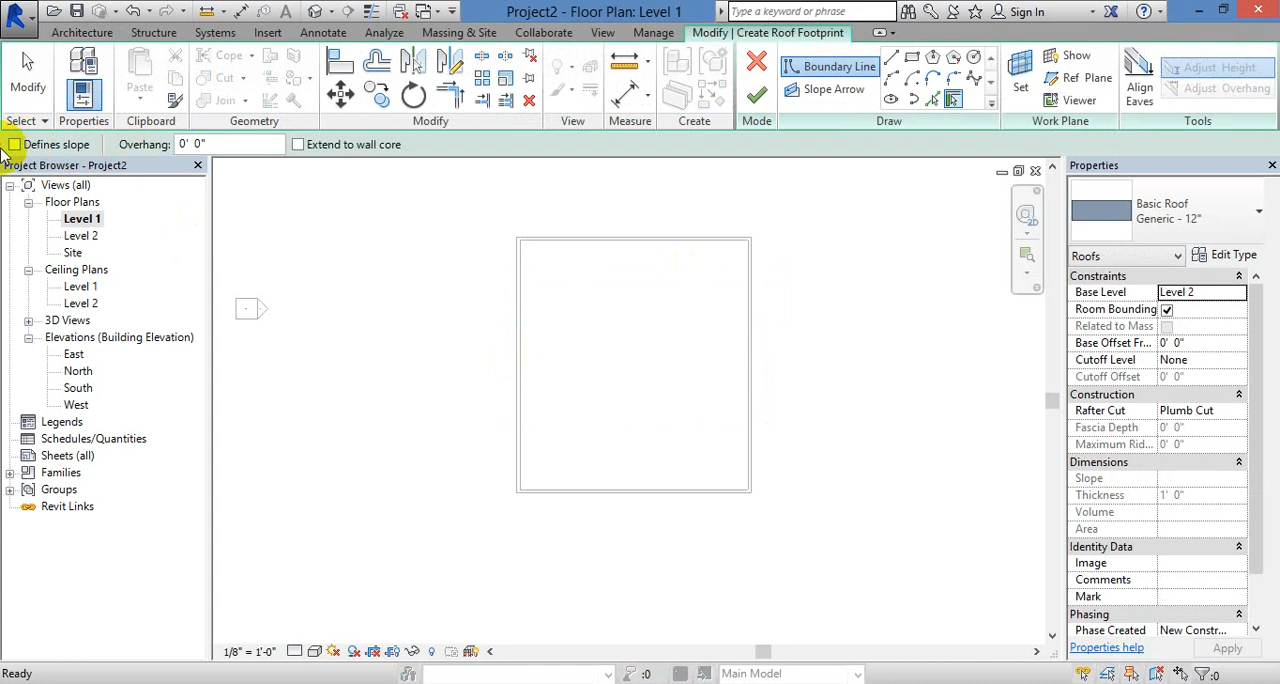 Project2 - Floor Plan: Level 1
Type a keyword or phrase
Sign In
Architecture Structure Systems Insert Annotate Analyze Massing & Site Collaborate View Manage Modify | Create Roof Footprint
Modify
Paste
Cope
Cut
Join
Boundary Line
Slope Arrow
Set
Show
Ref Plane
Viewer
Align
Eaves
Adjust Height
Adjust Overhang
Select Properties Clipboard Geometry Modify View Measure Create Mode Draw Work Plane Tools
Defines slope Overhang: 0' 0" Extend to wall core
Project Browser - Project2
Views (all)
Floor Plans
Level 1
Level 2
Site
Ceiling Plans
Level 1
Level 2
3D Views
Elevations (Building Elevation)
East
North
South
West
Legends
Schedules/Quantities
Sheets (all)
Families
Groups
Revit Links
2D
Properties
Basic Roof
Generic - 12"
Roofs Edit Type
Constraints
Base Level Level 2
Room Bounding
Related to Mass
Base Offset Fr... 0' 0"
Cutoff Level None
Cutoff Offset 0' 0"
Construction
Rafter Cut Plumb Cut
Fascia Depth 0' 0"
Maximum Rid... 0' 0"
Dimensions
Slope
Thickness 1' 0"
Volume
Area
Identity Data
Image
Comments
Mark
Phasing
Phase Created New Constr...
Properties help Apply
1/8" = 1'-0"
Ready :0 Main Model :0